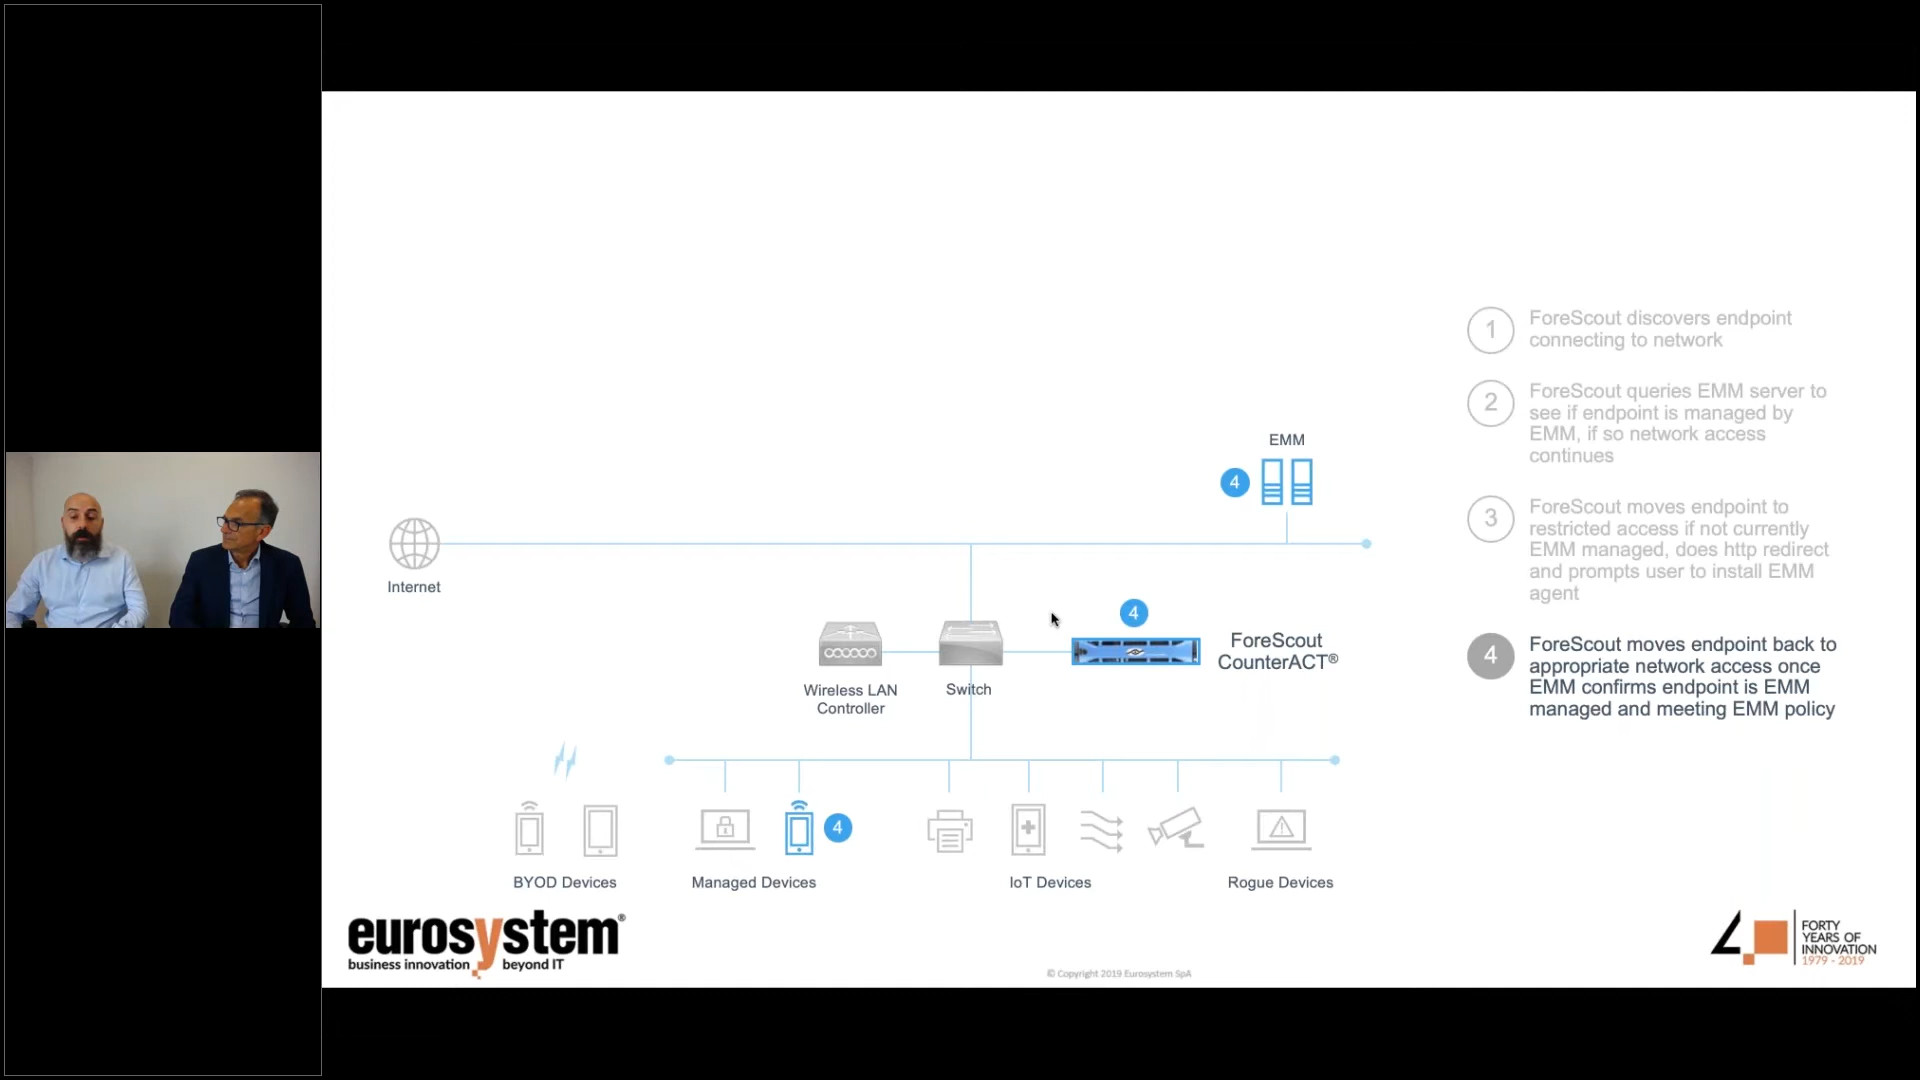 EMM
4
Internet
4
ForeScout
CounterACT®
Wireless LAN
Controller
Switch
4
BYOD Devices
Managed Devices
IoT Devices
Rogue Devices
1
ForeScout discovers endpoint
connecting to network
2
ForeScout queries EMM server to
see if endpoint is managed by
EMM, if so network access
continues
3
ForeScout moves endpoint to
restricted access if not currently
EMM managed, does http redirect
and prompts user to install EMM
agent
4
ForeScout moves endpoint back to
appropriate network access once
EMM confirms endpoint is EMM
managed and meeting EMM policy
eurosystem®
business innovation beyond IT
© Copyright 2019 Eurosystem SpA
40
FORTY
YEARS OF
INNOVATION
1979 - 2019